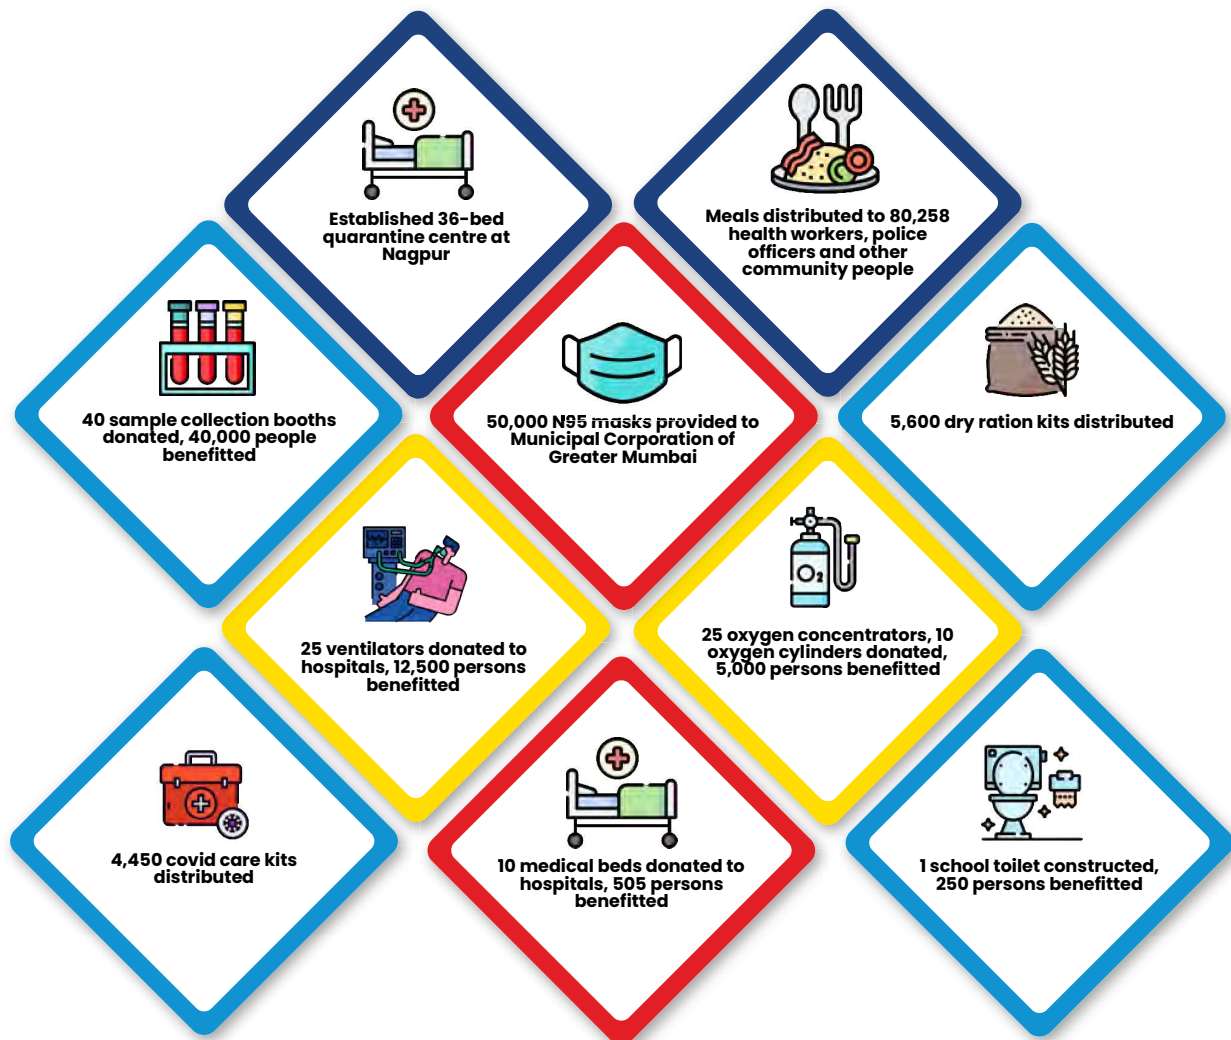 Established 36-bed
quarantine centre at
Nagpur
Meals distributed to 80,258
health workers, police
officers and other
community people
40 sample collection booths
donated, 40,000 people
benefitted
50,000 N95 masks provided to
Municipal Corporation of
Greater Mumbai
5,600 dry ration kits distributed
25 ventilators donated to
hospitals, 12,500 persons
benefitted
O2
25 oxygen concentrators, 10
oxygen cylinders donated,
5,000 persons benefitted
4,450 covid care kits
distributed
10 medical beds donated to
hospitals, 505 persons
benefitted
1 school toilet constructed,
250 persons benefitted